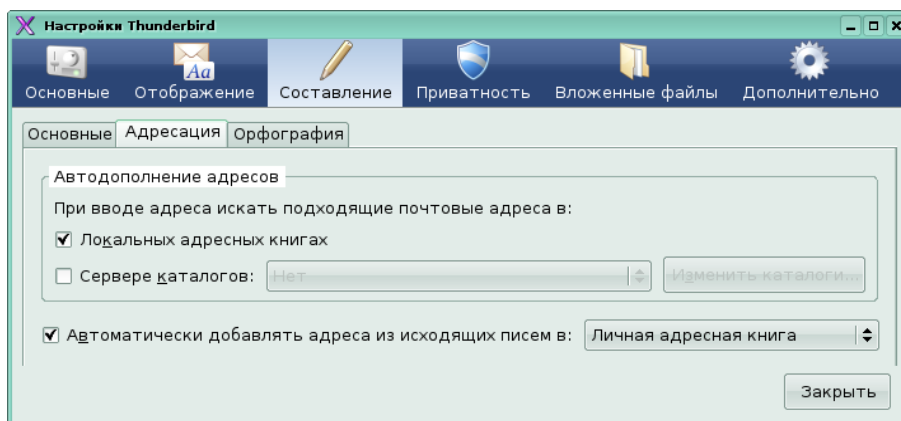 Настройки Thunderbird
Основные Отображение Составление Приватность Вложенные файлы Дополнительно
Основные Адресация Орфография
Автодополнение адресов
При вводе адреса искать подходящие почтовые адреса в:
Локальных адресных книгах
Сервере каталогов: Нет Изменить каталоги...
Автоматически добавлять адреса из исходящих писем в: Личная адресная книга
Закрыть